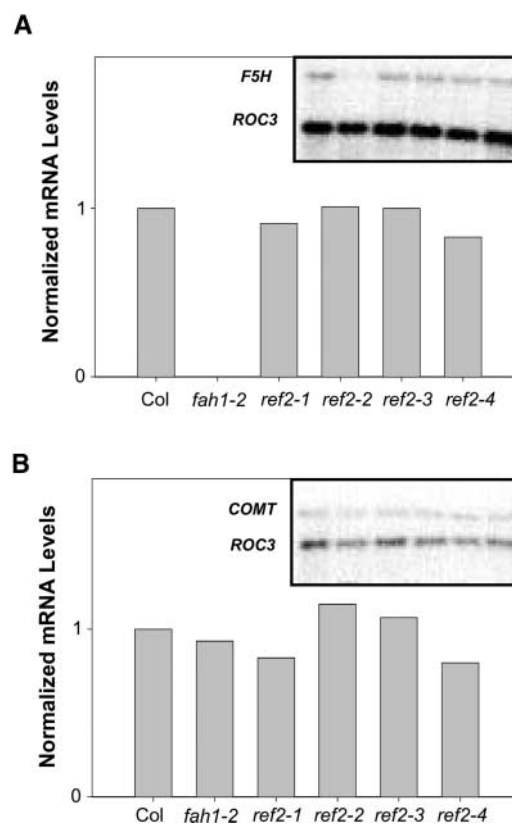 A
Normalized mRNA Levels
F5H
ROC3
1
0
Col fah1-2 ref2-1 ref2-2 ref2-3 ref2-4
B
Normalized mRNA Levels
COMT
ROC3
1
0
Col fah1-2 ref2-1 ref2-2 ref2-3 ref2-4